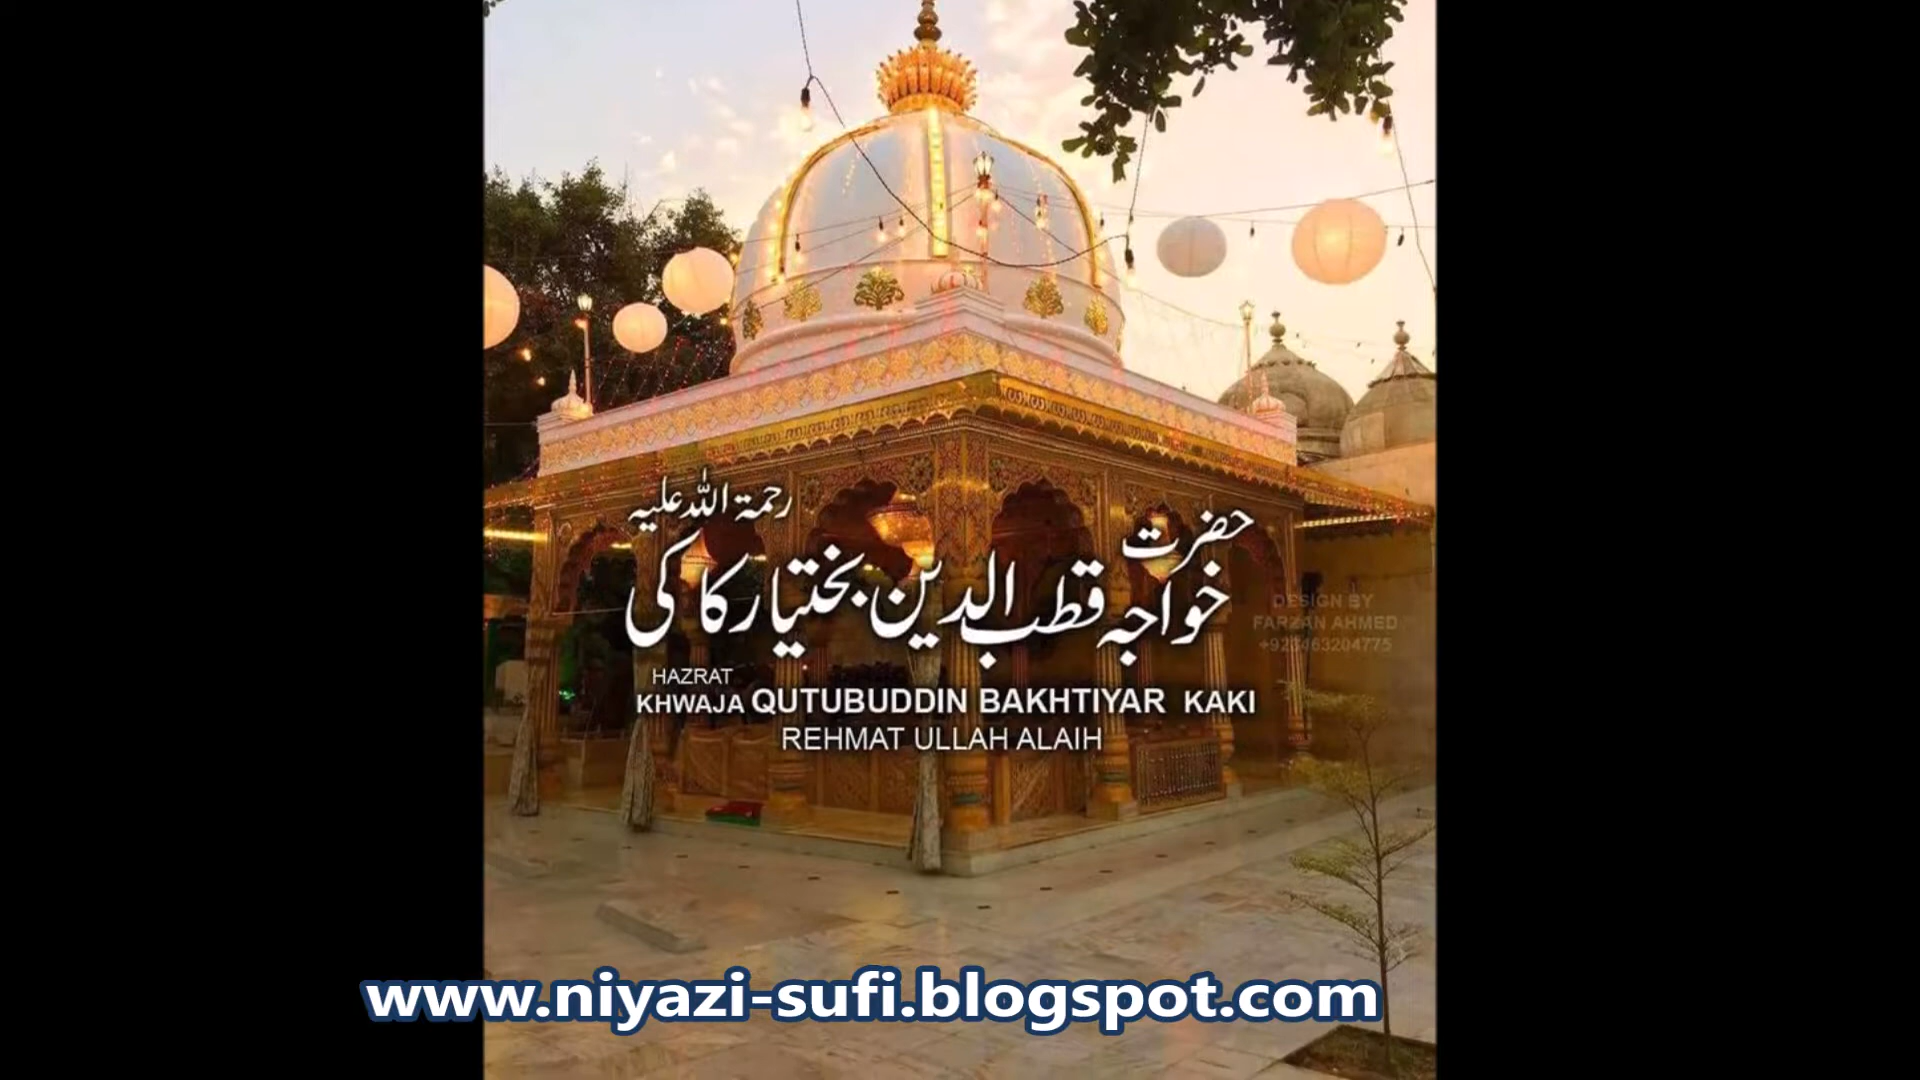 رحمۃ اللہ علیہ
حضرت
خواجہ قطب الدین بختیار کاکی
HAZRAT
KHWAJA QUTUBUDDIN BAKHTIYAR KAKI
REHMAT ULLAH ALAIH
DESIGN BY
FARZAN AHMED
+923463204775
www.niyazi-sufi.blogspot.com